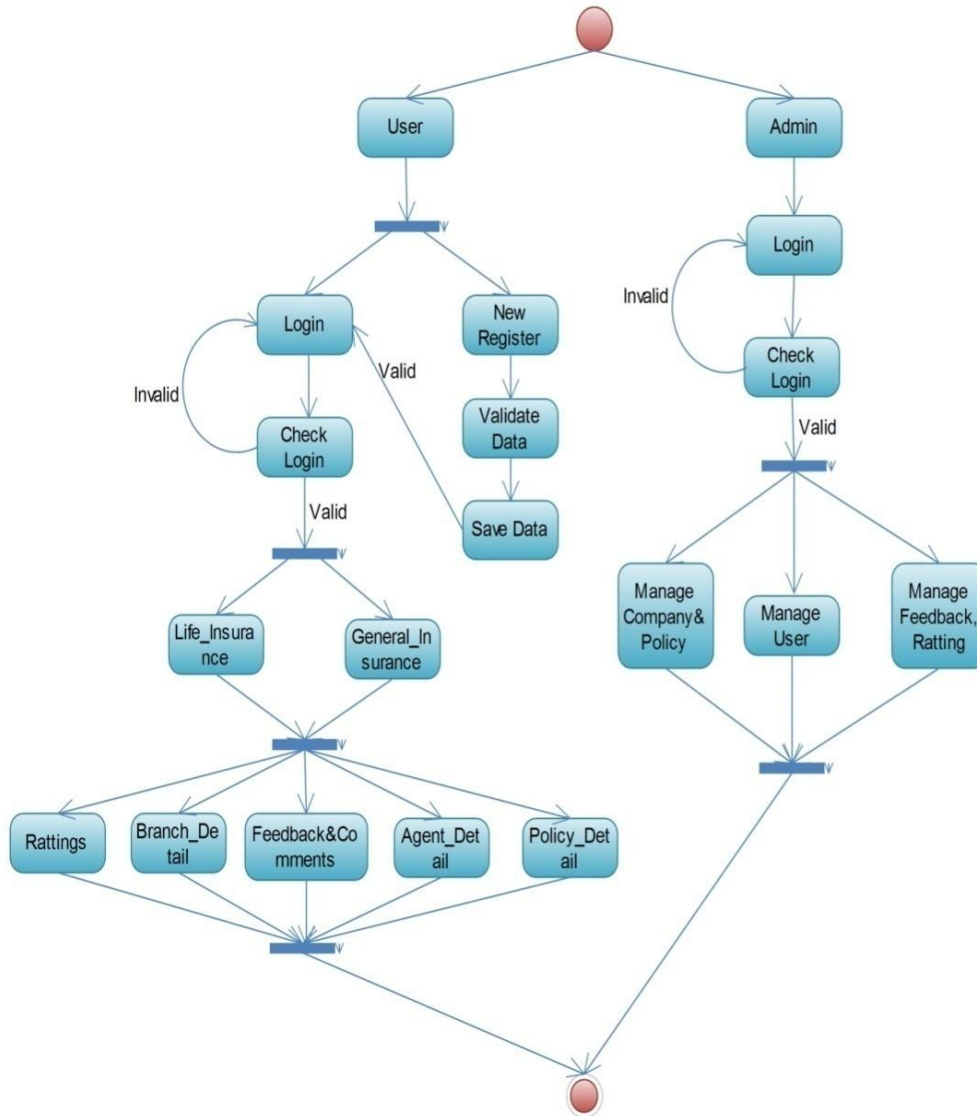 User
Admin
Login
Invalid
Check
Login
Valid
Login
New
Register
Valid
Invalid
Validate
Data
Check
Login
Valid
Save Data
Manage
Company&
Policy
Manage
User
Manage
Feedback,
Ratting
Life_Insura
nce
General_In
surance
Rattings
Branch_De
tail
Feedback&Co
mments
Agent_Det
ail
Policy_Det
ail